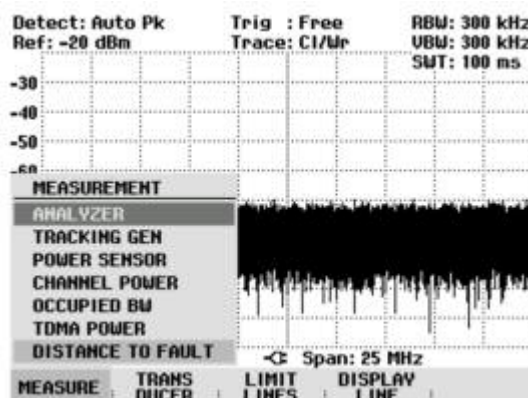 Detect: Auto Pk Trig : Free RBW: 300 kHz
Ref: -20 dBm Trace: Cl/Wr VBW: 300 kHz
SWT: 100 ms
-30
-40
-50
-60
MEASUREMENT
ANALYZER
TRACKING GEN
POWER SENSOR
CHANNEL POWER
OCCUPIED BW
TDMA POWER
DISTANCE TO FAULT
Span: 25 MHz
MEASURE TRANS DUCER LIMIT LINES DISPLAY LINE